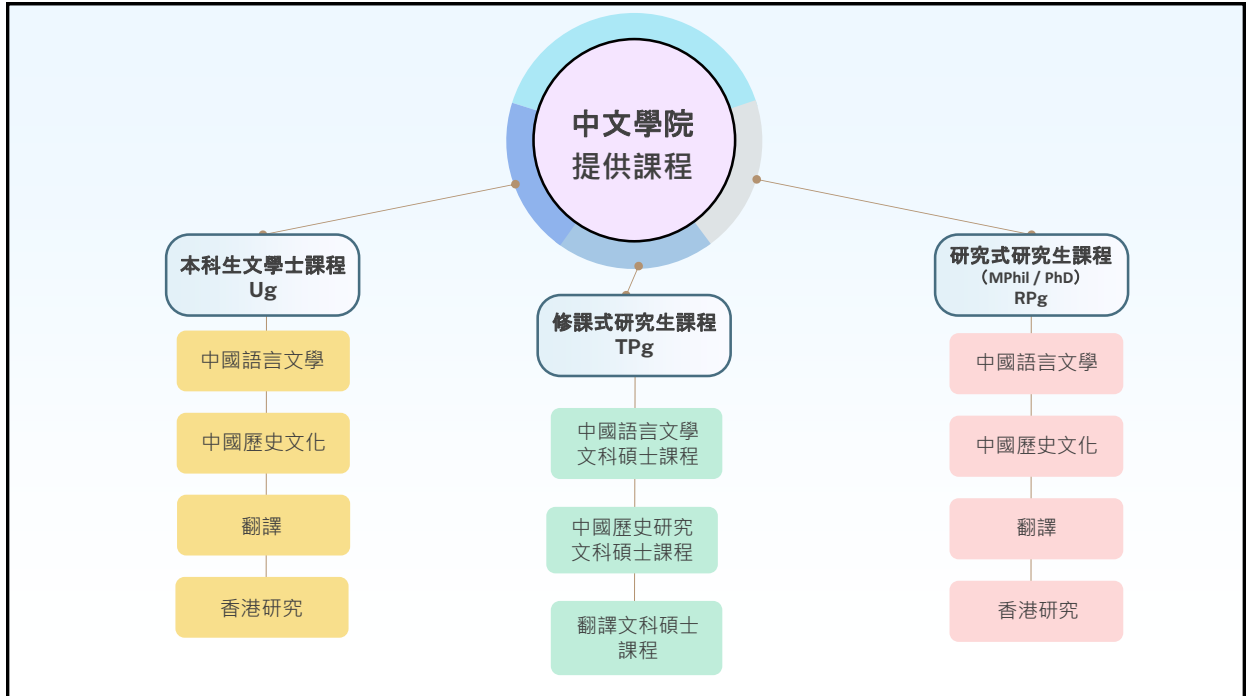 中文學院
提供課程
本科生文學士課程
Ug
中國語言文學
中國歷史文化
翻譯
香港研究
修課式研究生課程
TPg
中國語言文學
文科碩士課程
中國歷史研究
文科碩士課程
翻譯文科碩士
課程
研究式研究生課程
（MPhil / PhD）
RPg
中國語言文學
中國歷史文化
翻譯
香港研究